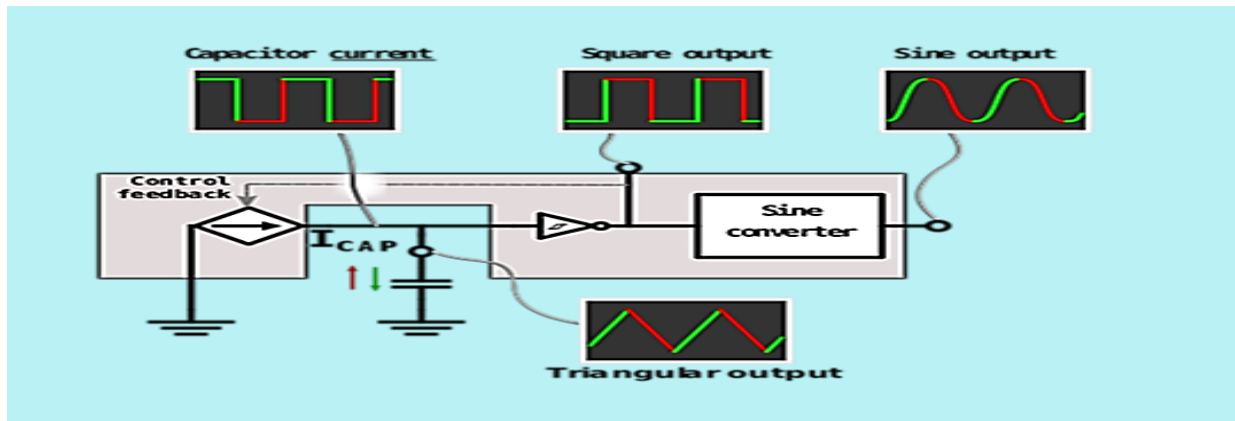 Capacitor current
Square output
Sine output
Control
feedback
Sine
converter
ICAP
Triangular output